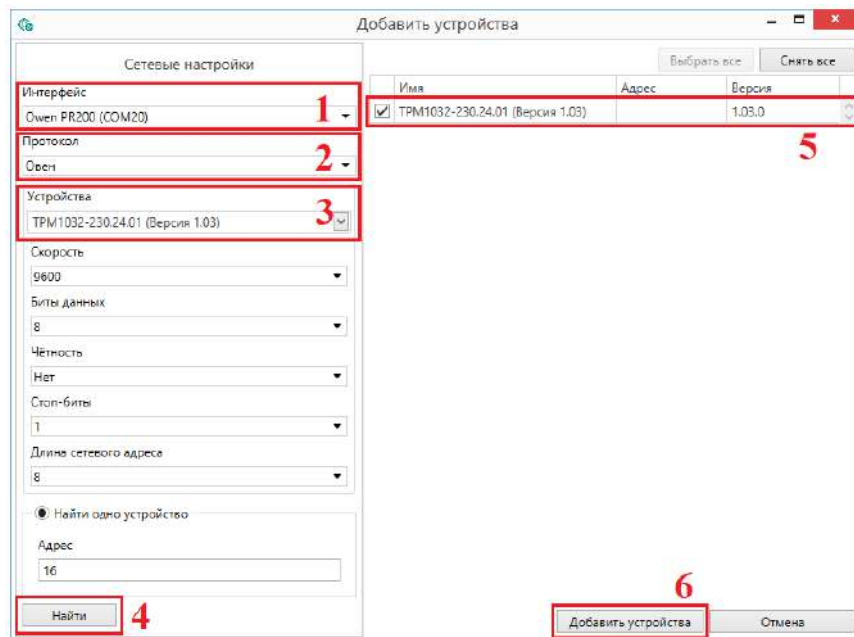 Добавить устройства
Сетевые настройки
Интерфейс
Owen PR200 (COM20)
1
Протокол
Овен
2
Устройства
ТРМ1032-230.24.01 (Версия 1.03)
3
Скорость
9600
Биты данных
8
Чётность
Нет
Стоп-биты
1
Длина сетевого адреса
8
Найти одно устройство
Адрес
16
Найти
4
Выбрать все Снять все
Имя Адрес Версия
ТРМ1032-230.24.01 (Версия 1.03) 1.03.0
5
6
Добавить устройства Отмена